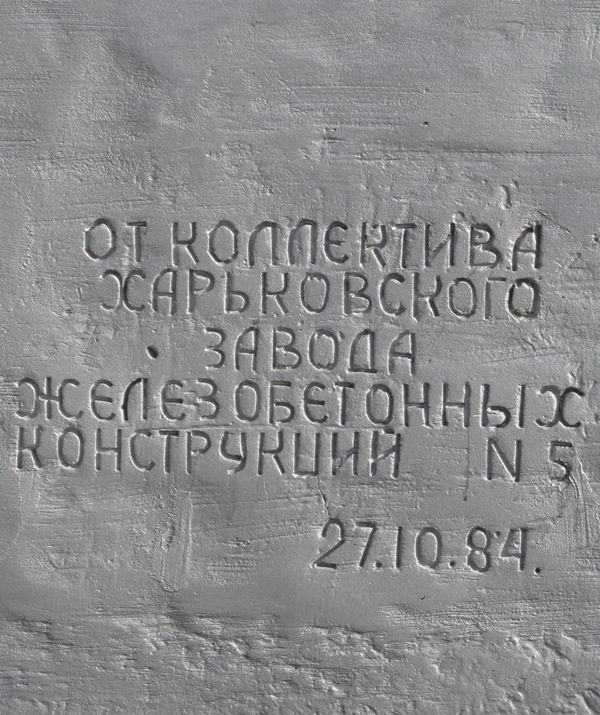 ОТ КОЛЛЕКТИВА
ХАРЬКОВСКОГО
ЗАВОДА
ЖЕЛЕЗОБЕТОННЫХ
КОНСТРУКЦИЙ N 5
27.10.84.